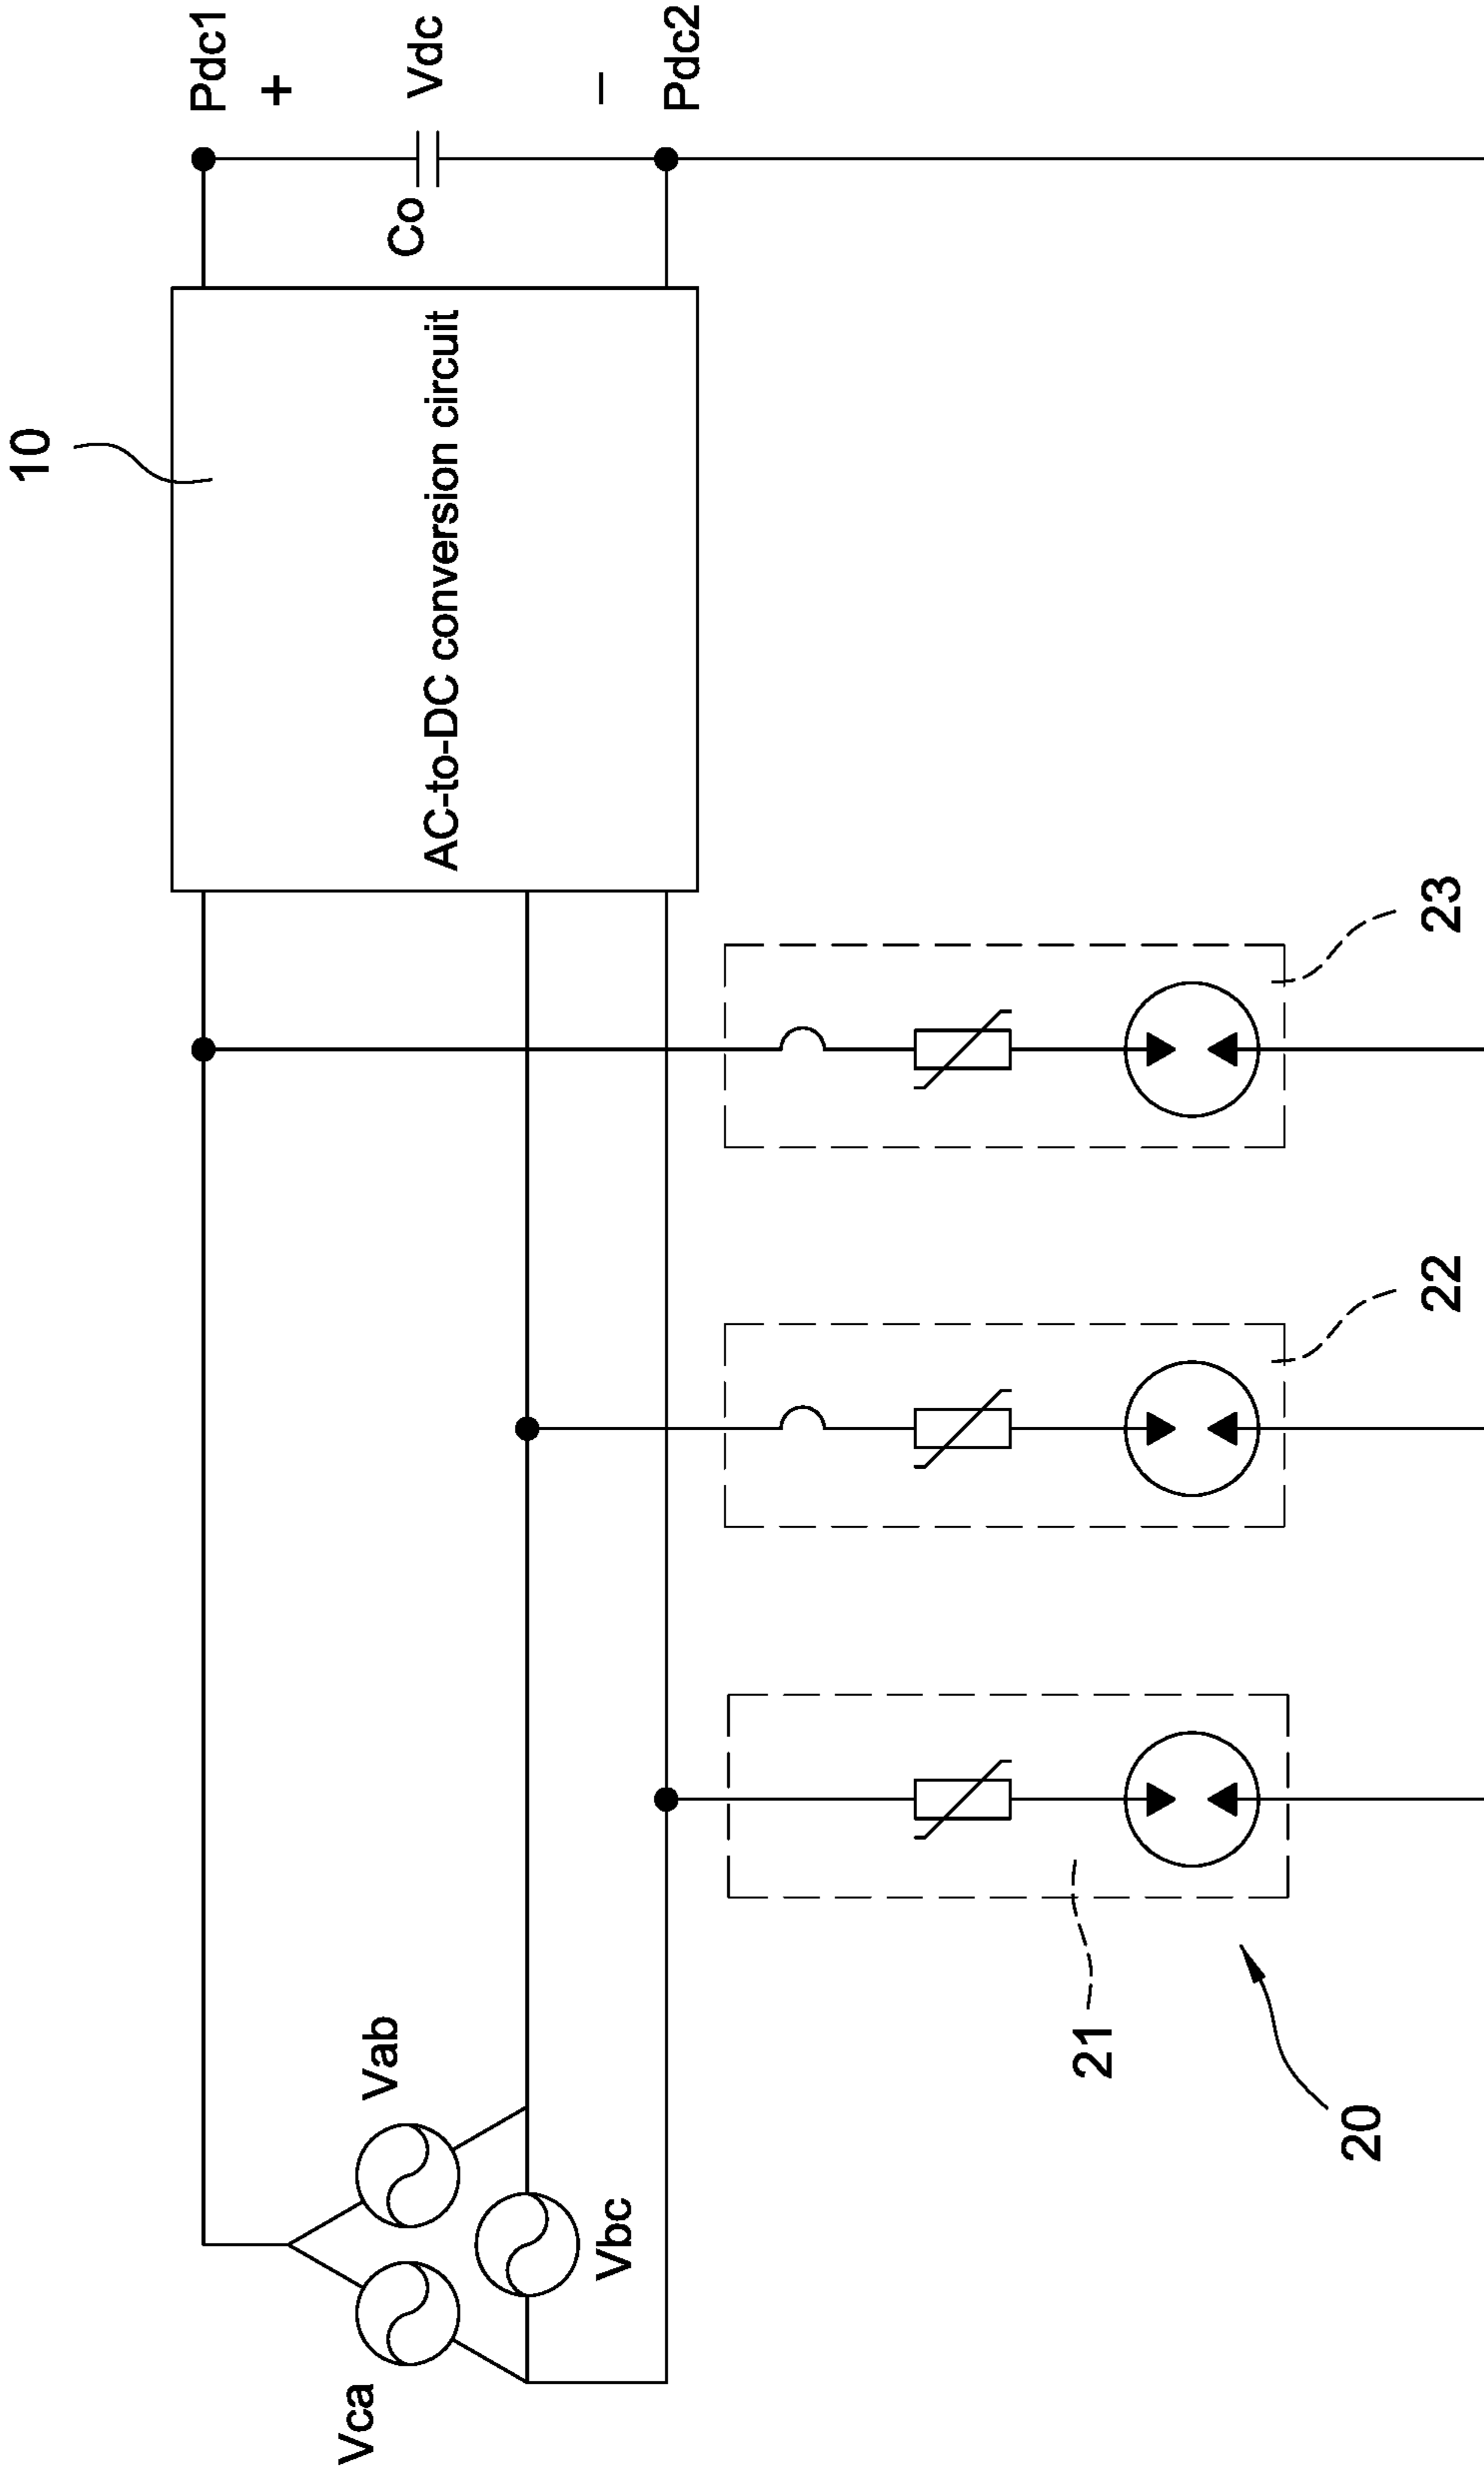 10
Pdc1
+
Vdc
Co
−
Pdc2
AC-to-DC conversion circuit
Vca
Vab
Vbc
21
22
23
20